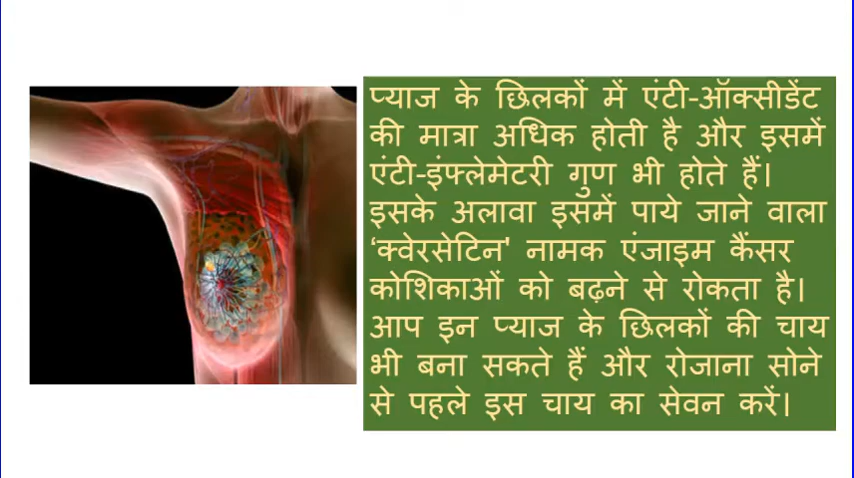 प्याज के छिलकों में एंटी-ऑक्सीडेंट
की मात्रा अधिक होती है और इसमें
एंटी-इंफ्लेमेटरी गुण भी होते हैं।
इसके अलावा इसमें पाये जाने वाला
‘क्वेरसेटिन' नामक एंजाइम कैंसर
कोशिकाओं को बढ़ने से रोकता है।
आप इन प्याज के छिलकों की चाय
भी बना सकते हैं और रोजाना सोने
से पहले इस चाय का सेवन करें।